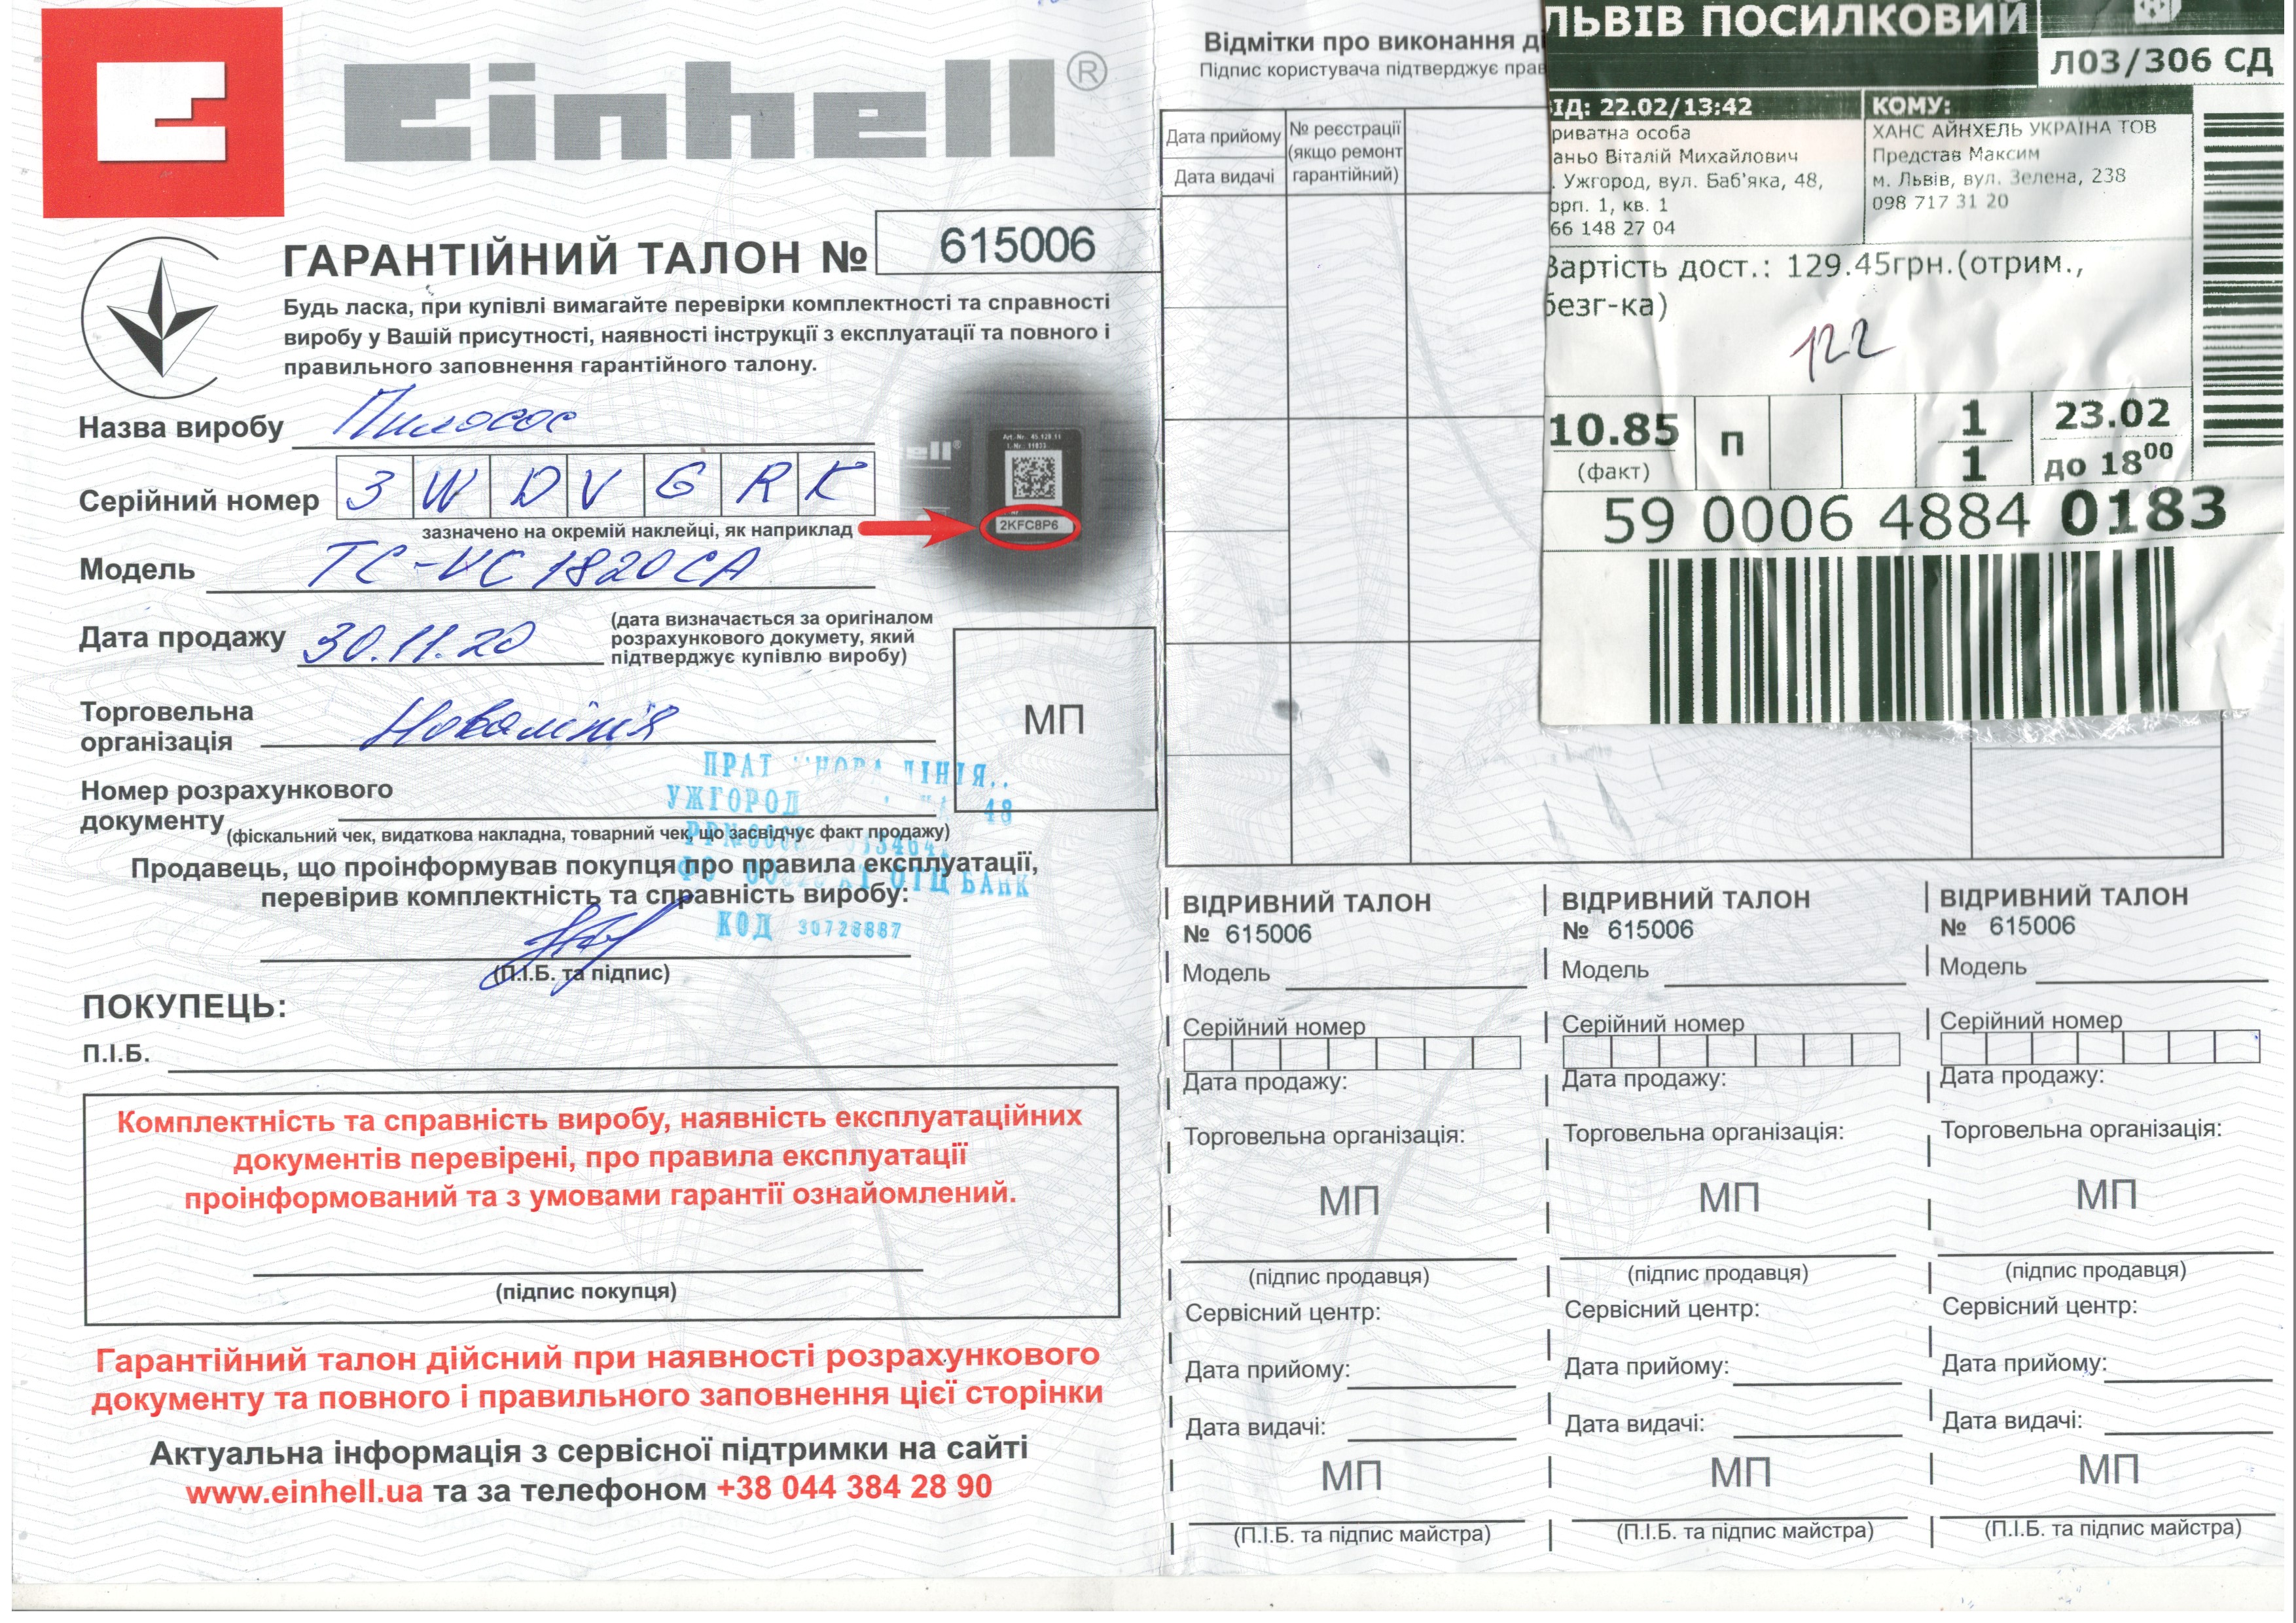 Einhell®
ГАРАНТІЙНИЙ ТАЛОН № 615006
Будь ласка, при купівлі вимагайте перевірки комплектності та справності
виробу у Вашій присутності, наявності інструкції з експлуатації та повного і
правильного заповнення гарантійного талону.
Назва виробу Пилосос
Серійний номер 3 W D V G R K
зазначено на окремій наклейці, як наприклад
2KFC8P6
Модель TC-VC 1820 CA
Дата продажу 30.11.20
(дата визначається за оригіналом
розрахункового докумету, який
підтверджує купівлю виробу)
Торговельна
організація Новалінія
МП
ПРАТ НОВА ЛІНІЯ
УЖГОРОД 48
Номер розрахункового
документу
(фіскальний чек, видаткова накладна, товарний чек, що засвідчує факт продажу)
Продавець, що проінформував покупця про правила експлуатації,
перевірив комплектність та справність виробу:
БАНК
КОД 30728887
(П.І.Б. та підпис)
ПОКУПЕЦЬ:
П.І.Б.
Комплектність та справність виробу, наявність експлуатаційних
документів перевірені, про правила експлуатації
проінформований та з умовами гарантії ознайомлений.
(підпис покупця)
Гарантійний талон дійсний при наявності розрахункового
документу та повного і правильного заповнення цієї сторінки
Актуальна інформація з сервісної підтримки на сайті
www.einhell.ua та за телефоном +38 044 384 28 90
Відмітки про виконання
Підпис користувача підтверджує
Дата прийому
Дата видачі
№ реєстрації
(якщо ремонт
гарантійний)
ЛЬВІВ ПОСИЛКОВИЙ
Л03/306 СД
ВІД: 22.02/13:42
риватна особа
аньо Віталій Михайлович
. Ужгород, вул. Баб'яка, 48,
орп. 1, кв. 1
66 148 27 04
КОМУ:
ХАНС АЙНХЕЛЬ УКРАЇНА ТОВ
Представ Максим
м. Львів, вул. Зелена, 238
098 717 31 20
Вартість дост.: 129.45грн.(отрим.,
безг-ка)
122
10.85
(факт)
П
1
1
23.02
до 18⁰⁰
59 0006 4884 0183
ВІДРИВНИЙ ТАЛОН
№ 615006
Модель
Серійний номер
Дата продажу:
Торговельна організація:
МП
(підпис продавця)
Сервісний центр:
Дата прийому:
Дата видачі:
МП
(П.І.Б. та підпис майстра)
ВІДРИВНИЙ ТАЛОН
№ 615006
Модель
Серійний номер
Дата продажу:
Торговельна організація:
МП
(підпис продавця)
Сервісний центр:
Дата прийому:
Дата видачі:
МП
(П.І.Б. та підпис майстра)
ВІДРИВНИЙ ТАЛОН
№ 615006
Модель
Серійний номер
Дата продажу:
Торговельна організація:
МП
(підпис продавця)
Сервісний центр:
Дата прийому:
Дата видачі:
МП
(П.І.Б. та підпис майстра)